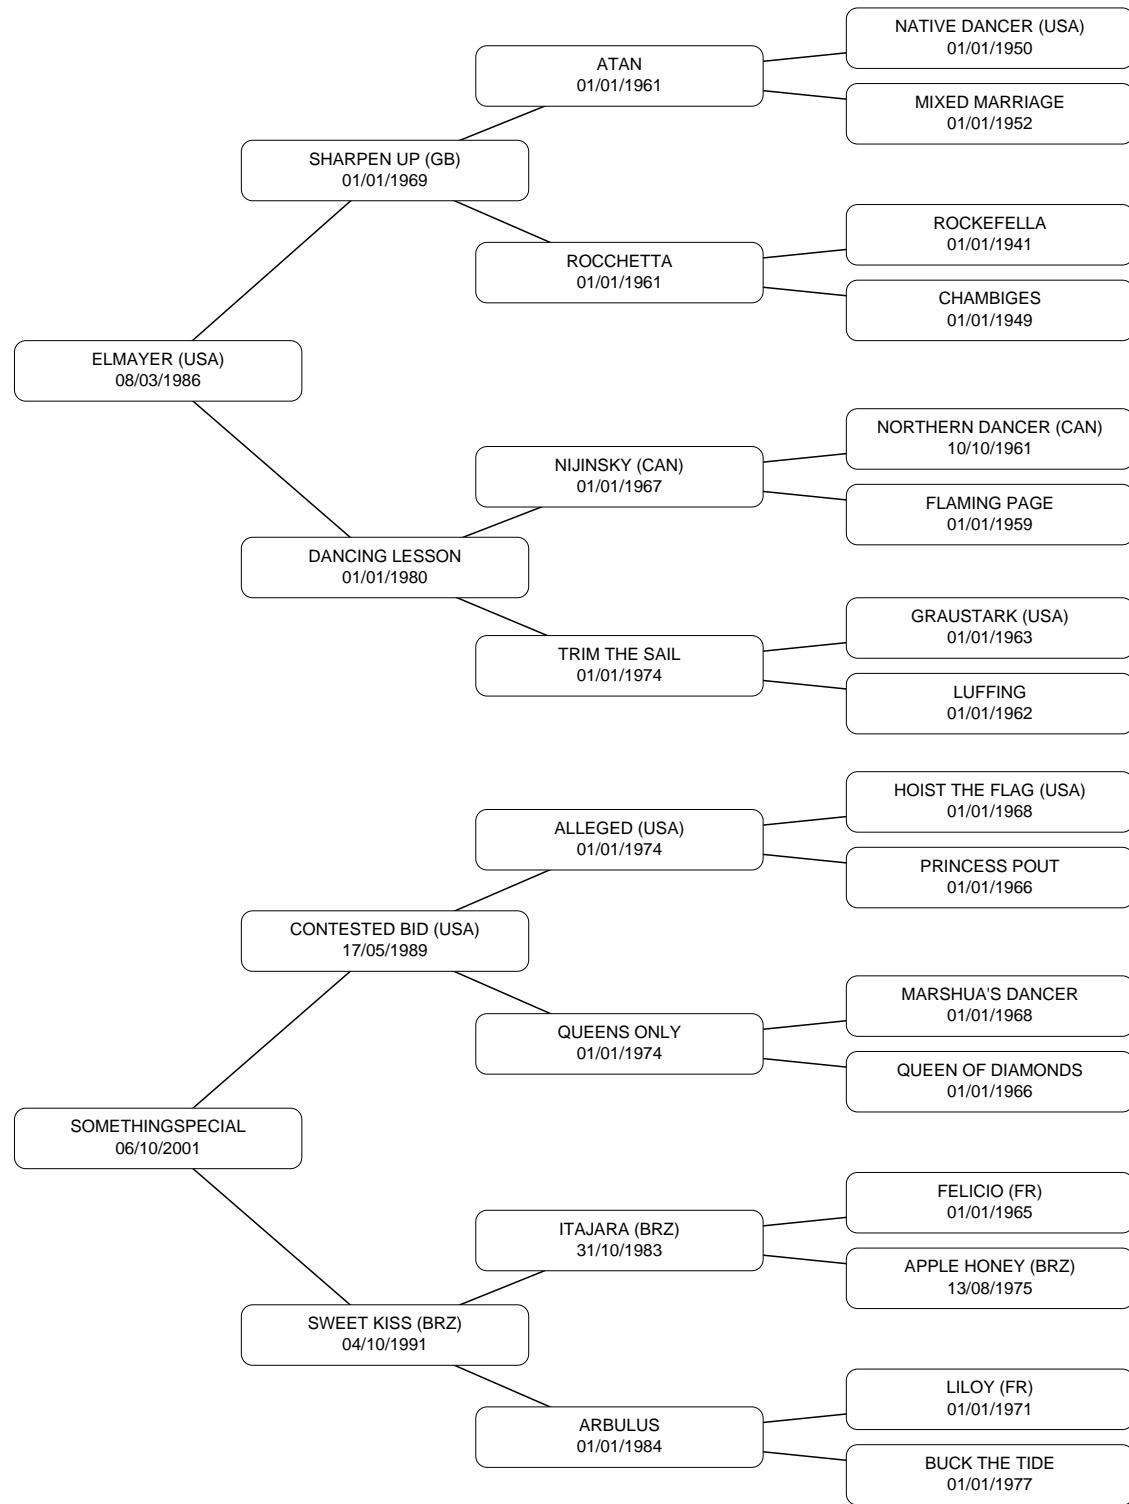 NATIVE DANCER (USA)
01/01/1950
ATAN
01/01/1961
MIXED MARRIAGE
01/01/1952
SHARPEN UP (GB)
01/01/1969
ROCKEFELLA
01/01/1941
ROCCHETTA
01/01/1961
CHAMBIGES
01/01/1949
ELMAYER (USA)
08/03/1986
NORTHERN DANCER (CAN)
10/10/1961
NIJINSKY (CAN)
01/01/1967
FLAMING PAGE
01/01/1959
DANCING LESSON
01/01/1980
GRAUSTARK (USA)
01/01/1963
TRIM THE SAIL
01/01/1974
LUFFING
01/01/1962
HOIST THE FLAG (USA)
01/01/1968
ALLEGED (USA)
01/01/1974
PRINCESS POUT
01/01/1966
CONTESTED BID (USA)
17/05/1989
MARSHUA'S DANCER
01/01/1968
QUEENS ONLY
01/01/1974
QUEEN OF DIAMONDS
01/01/1966
SOMETHINGSPECIAL
06/10/2001
FELICIO (FR)
01/01/1965
ITAJARA (BRZ)
31/10/1983
APPLE HONEY (BRZ)
13/08/1975
SWEET KISS (BRZ)
04/10/1991
LILOY (FR)
01/01/1971
ARBULUS
01/01/1984
BUCK THE TIDE
01/01/1977